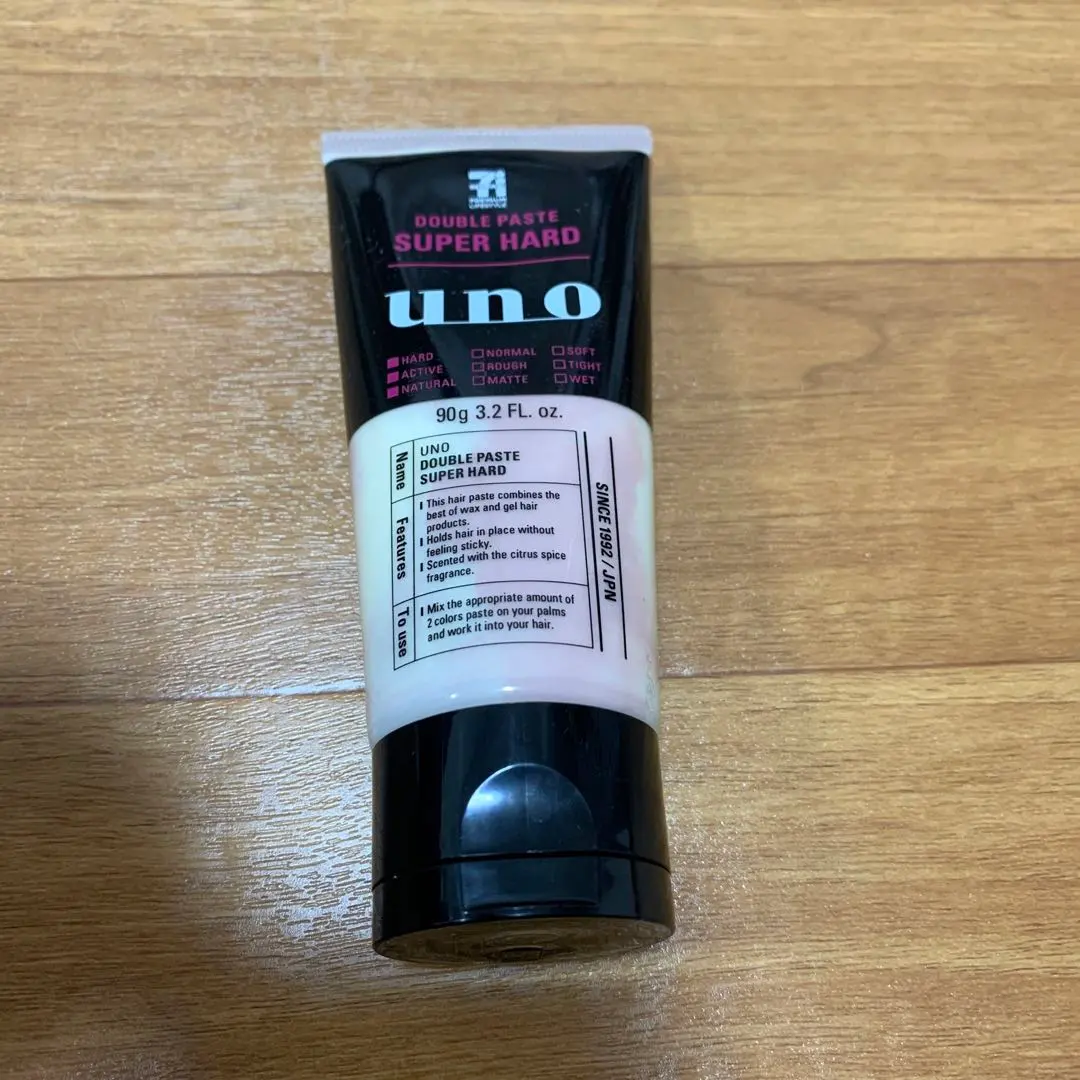 PREMIUM
LIFESTYLE
DOUBLE PASTE
SUPER HARD
uno
HARD NORMAL SOFT
ACTIVE ROUGH TIGHT
NATURAL MATTE WET
90g 3.2 FL. oz.
Name
UNO
DOUBLE PASTE
SUPER HARD
Features
This hair paste combines the
best of wax and gel hair
products.
Holds hair in place without
feeling sticky.
Scented with the citrus spice
fragrance.
To use
Mix the appropriate amount of
2 colors paste on your palms
and work it into your hair.
SINCE 1992 / JPN